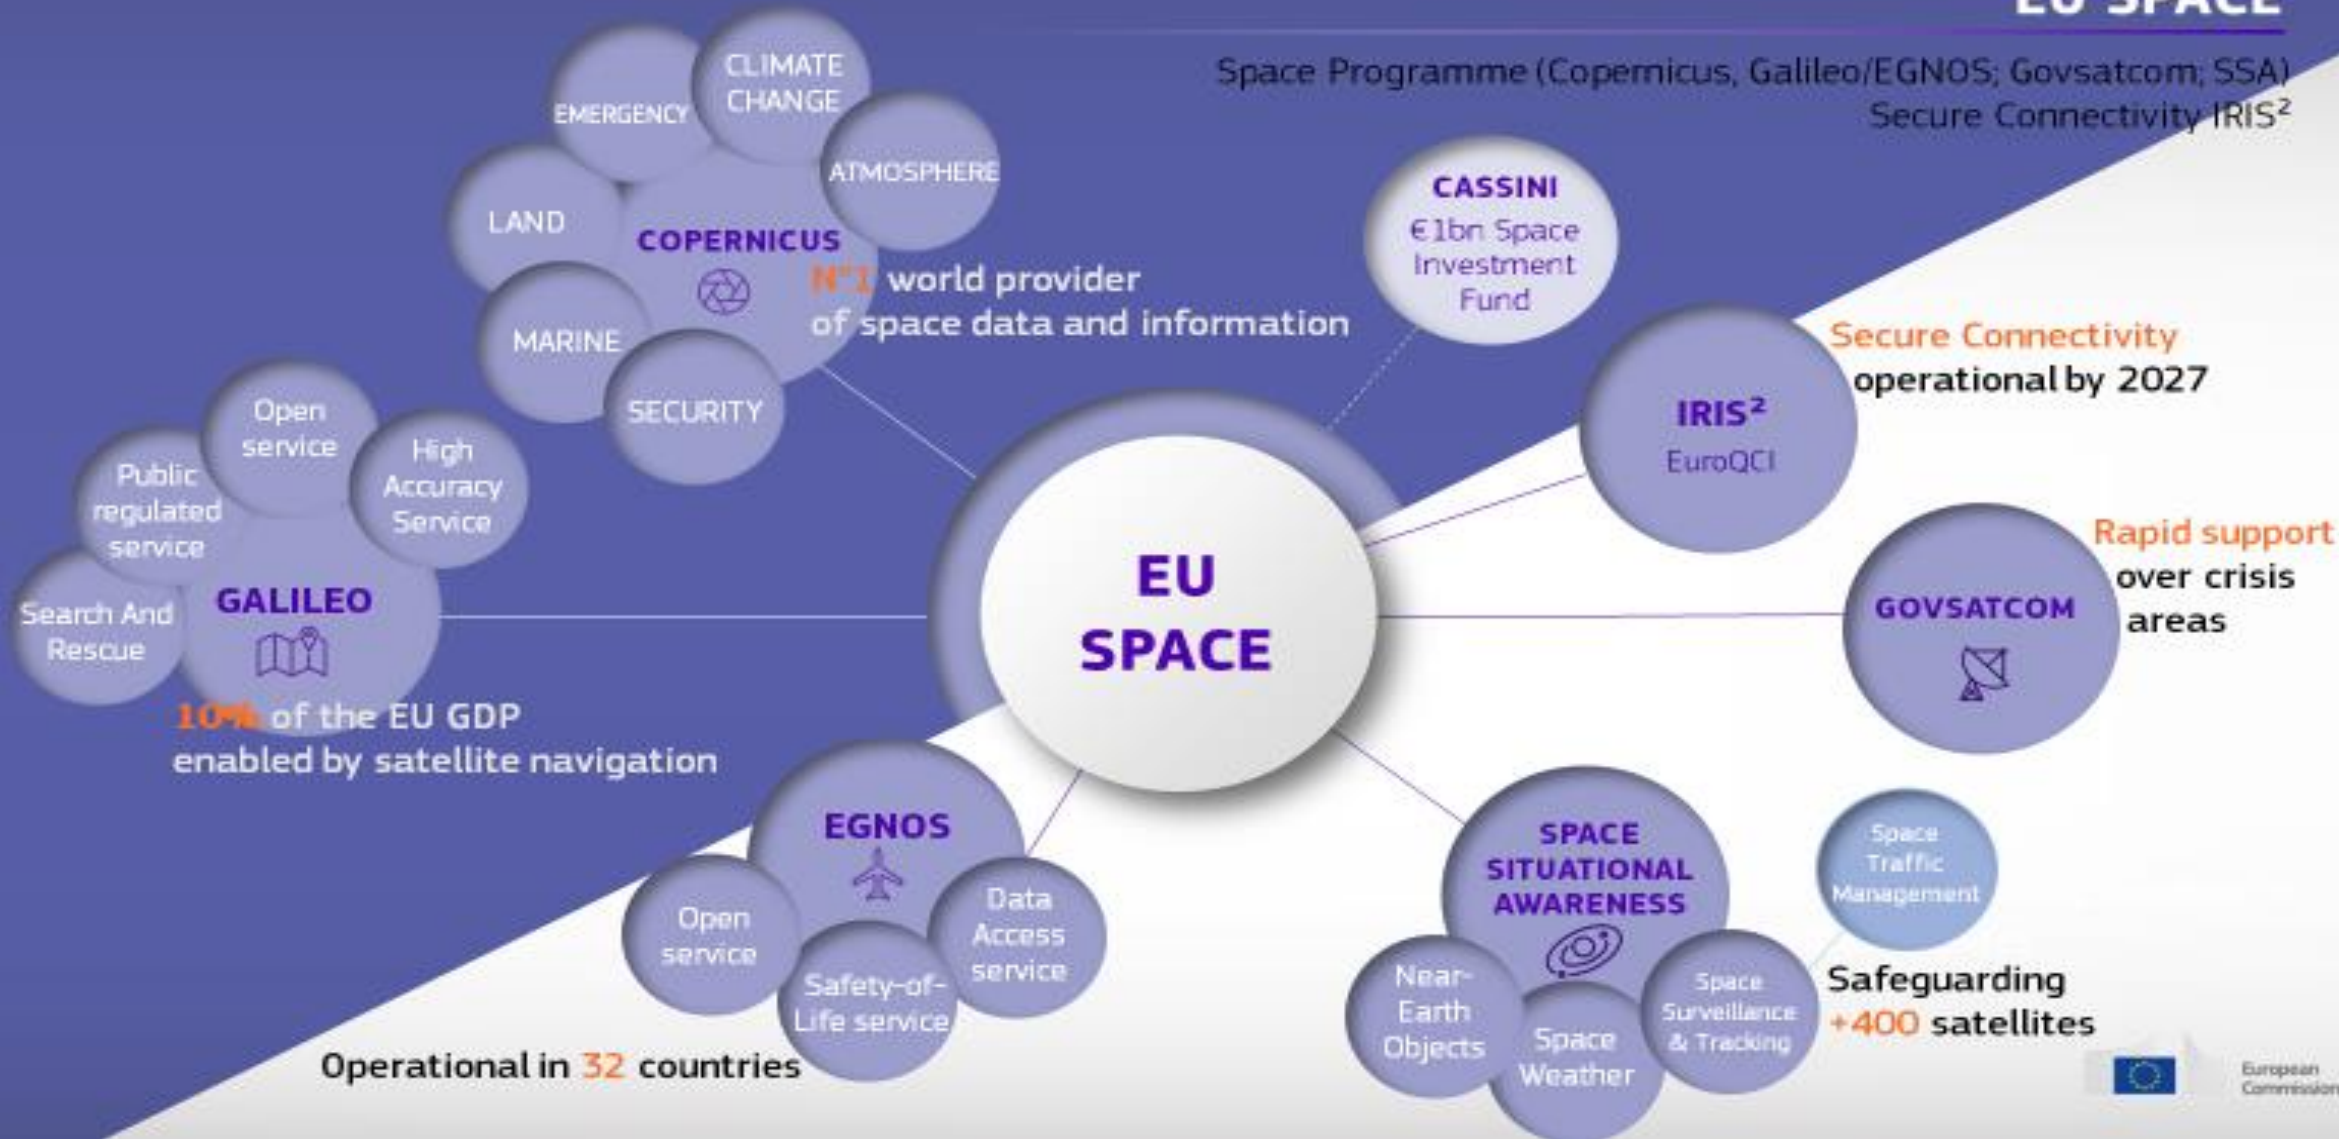 EU SPACE
Space Programme (Copernicus, Galileo/EGNOS; Govsatcom; SSA)
Secure Connectivity IRIS²
CLIMATE
CHANGE
EMERGENCY
ATMOSPHERE
LAND
COPERNICUS
MARINE
SECURITY
N°1 world provider
of space data and information
CASSINI
€1bn Space
Investment
Fund
IRIS²
EuroQCI
Secure Connectivity
operational by 2027
Open
service
High
Accuracy
Service
Public
regulated
service
Search And
Rescue
GALILEO
10% of the EU GDP
enabled by satellite navigation
EU
SPACE
GOVSATCOM
Rapid support
over crisis
areas
EGNOS
Open
service
Safety-of-
Life service
Data
Access
service
Operational in 32 countries
SPACE
SITUATIONAL
AWARENESS
Near-
Earth
Objects
Space
Weather
Space
Surveillance
& Tracking
Space
Traffic
Management
Safeguarding
+400 satellites
European
Commission